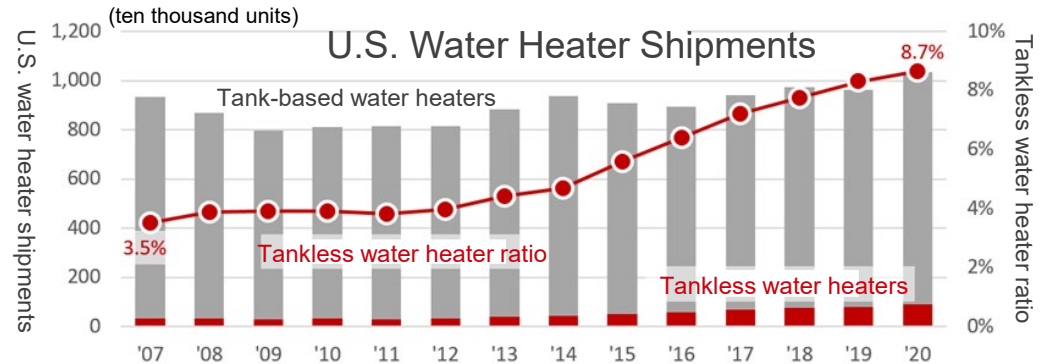 (ten thousand units)
U.S. Water Heater Shipments
U.S. water heater shipments
Tankless water heater ratio
1,200
1,000
800
600
400
200
0
10%
8%
6%
4%
2%
0%
8.7%
Tank-based water heaters
3.5%
Tankless water heater ratio
Tankless water heaters
'07 '08 '09 '10 '11 '12 '13 '14 '15 '16 '17 '18 '19 '20